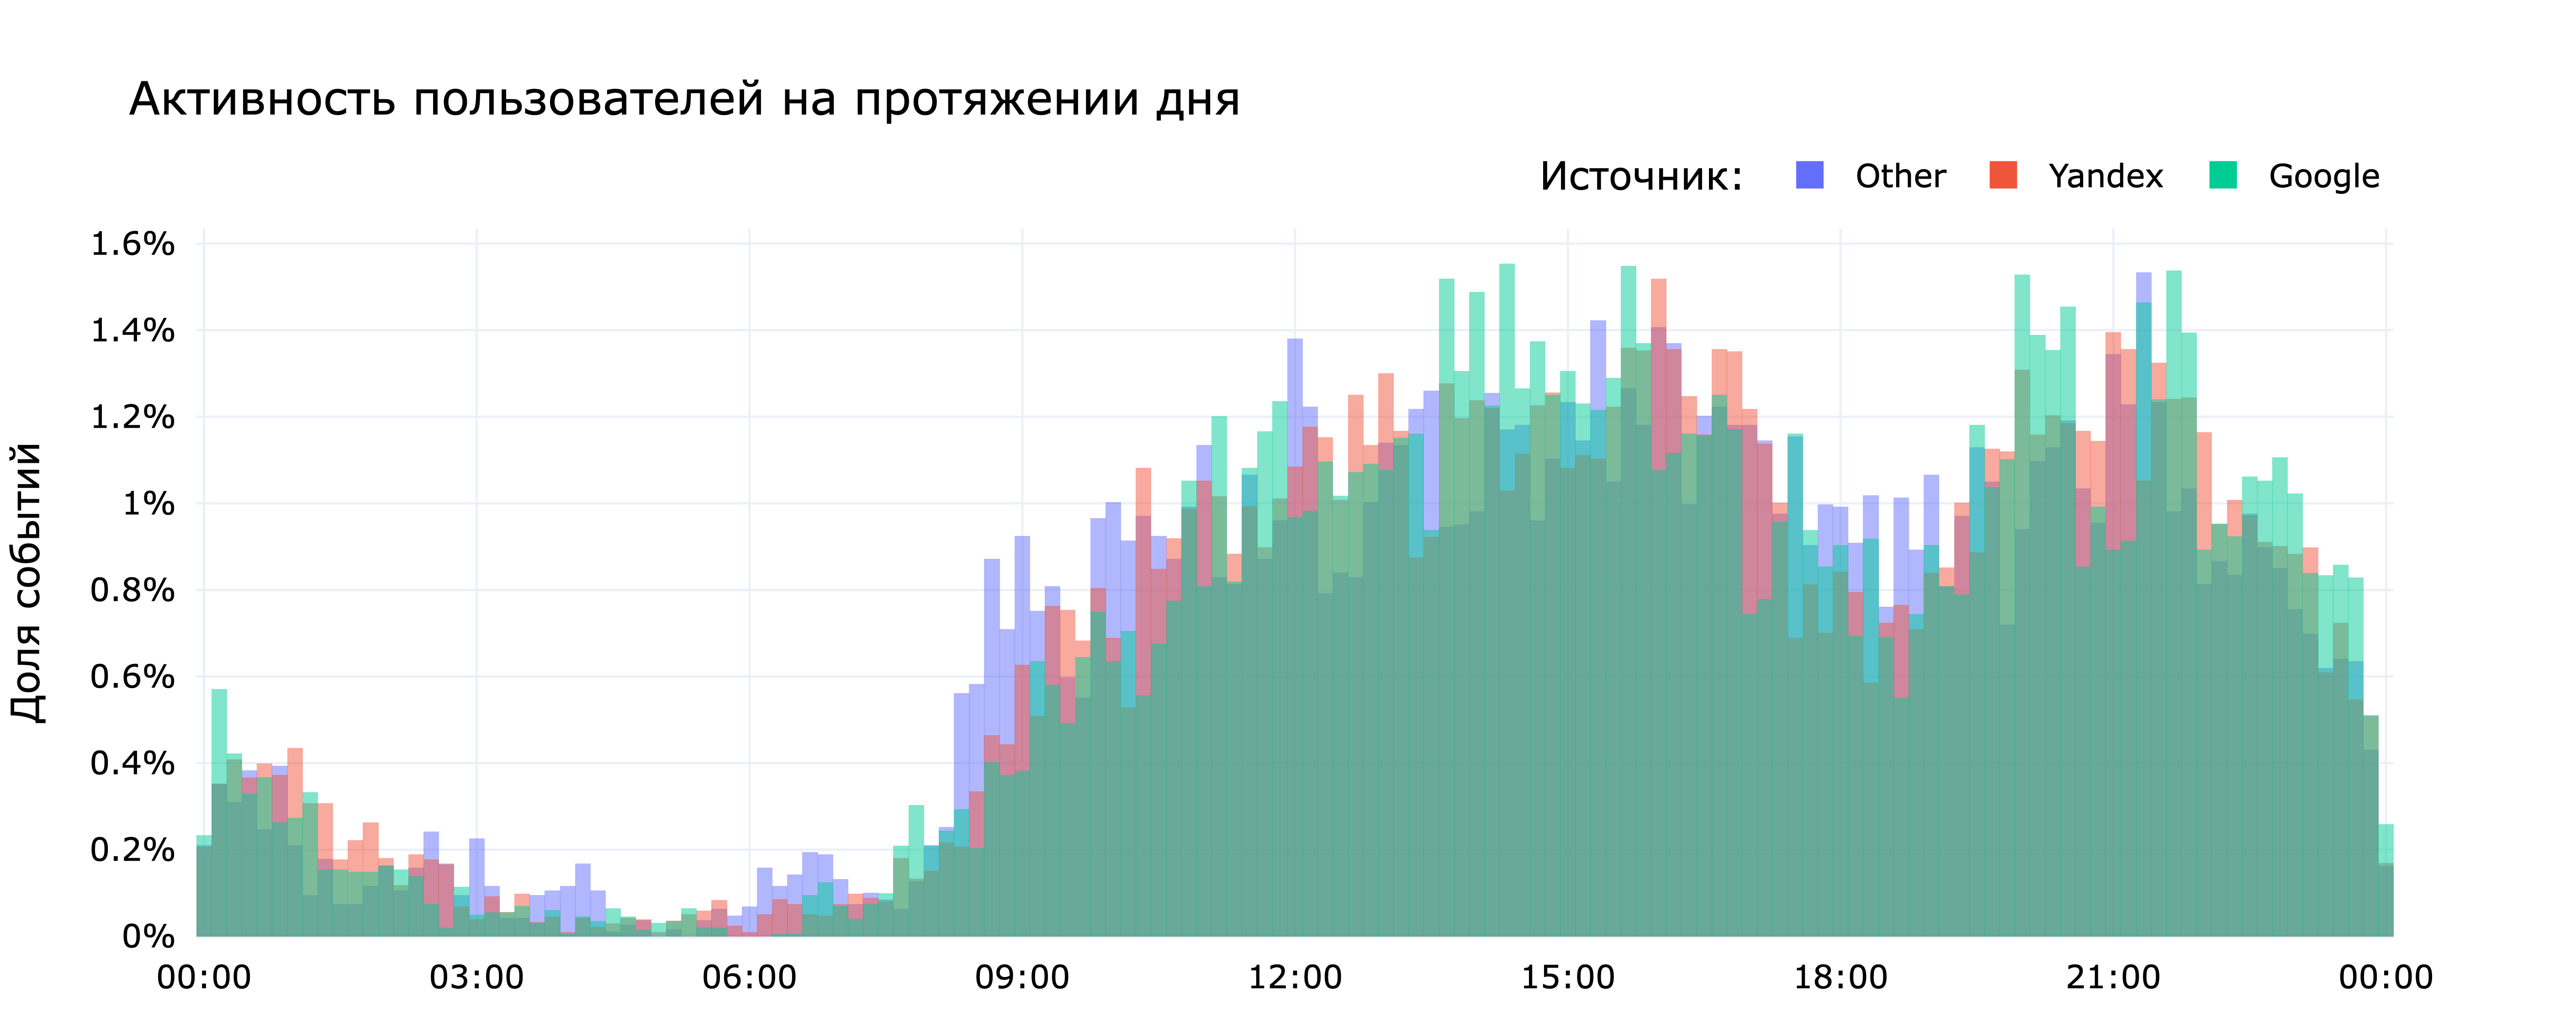 Активность пользователей на протяжении дня
Источник: Other Yandex Google
1.6%
1.4%
1.2%
1%
0.8%
0.6%
0.4%
0.2%
0%
Доля событий
00:00 03:00 06:00 09:00 12:00 15:00 18:00 21:00 00:00